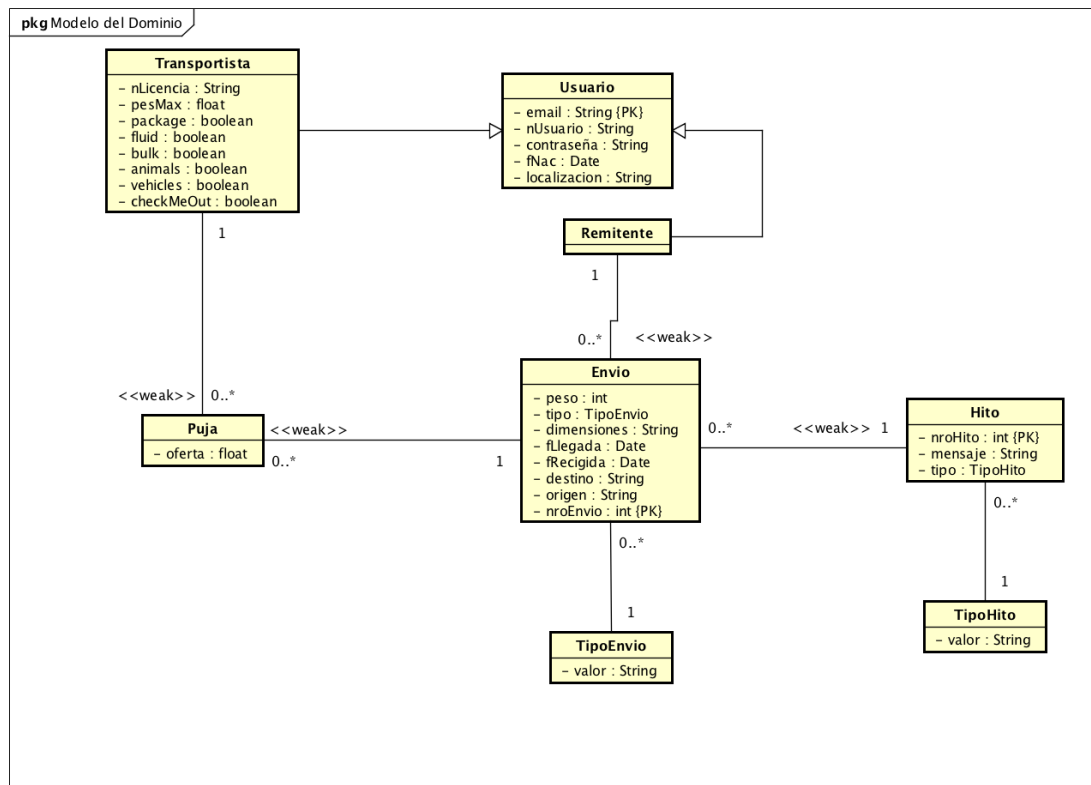 pkg Modelo del Dominio
Transportista
- nLicencia : String
- pesMax : float
- package : boolean
- fluid : boolean
- bulk : boolean
- animals : boolean
- vehicles : boolean
- checkMeOut : boolean
Usuario
- email : String {PK}
- nUsuario : String
- contraseña : String
- fNac : Date
- localizacion : String
1
Remitente
1
0..*
<<weak>>
<<weak>>
0..*
Puja
- oferta : float
<<weak>>
0..*
1
Envio
- peso : int
- tipo : TipoEnvio
- dimensiones : String
- fLlegada : Date
- fRecigida : Date
- destino : String
- origen : String
- nroEnvio : int {PK}
0..*
<<weak>>
1
Hito
- nroHito : int {PK}
- mensaje : String
- tipo : TipoHito
0..*
1
TipoHito
- valor : String
0..*
1
TipoEnvio
- valor : String